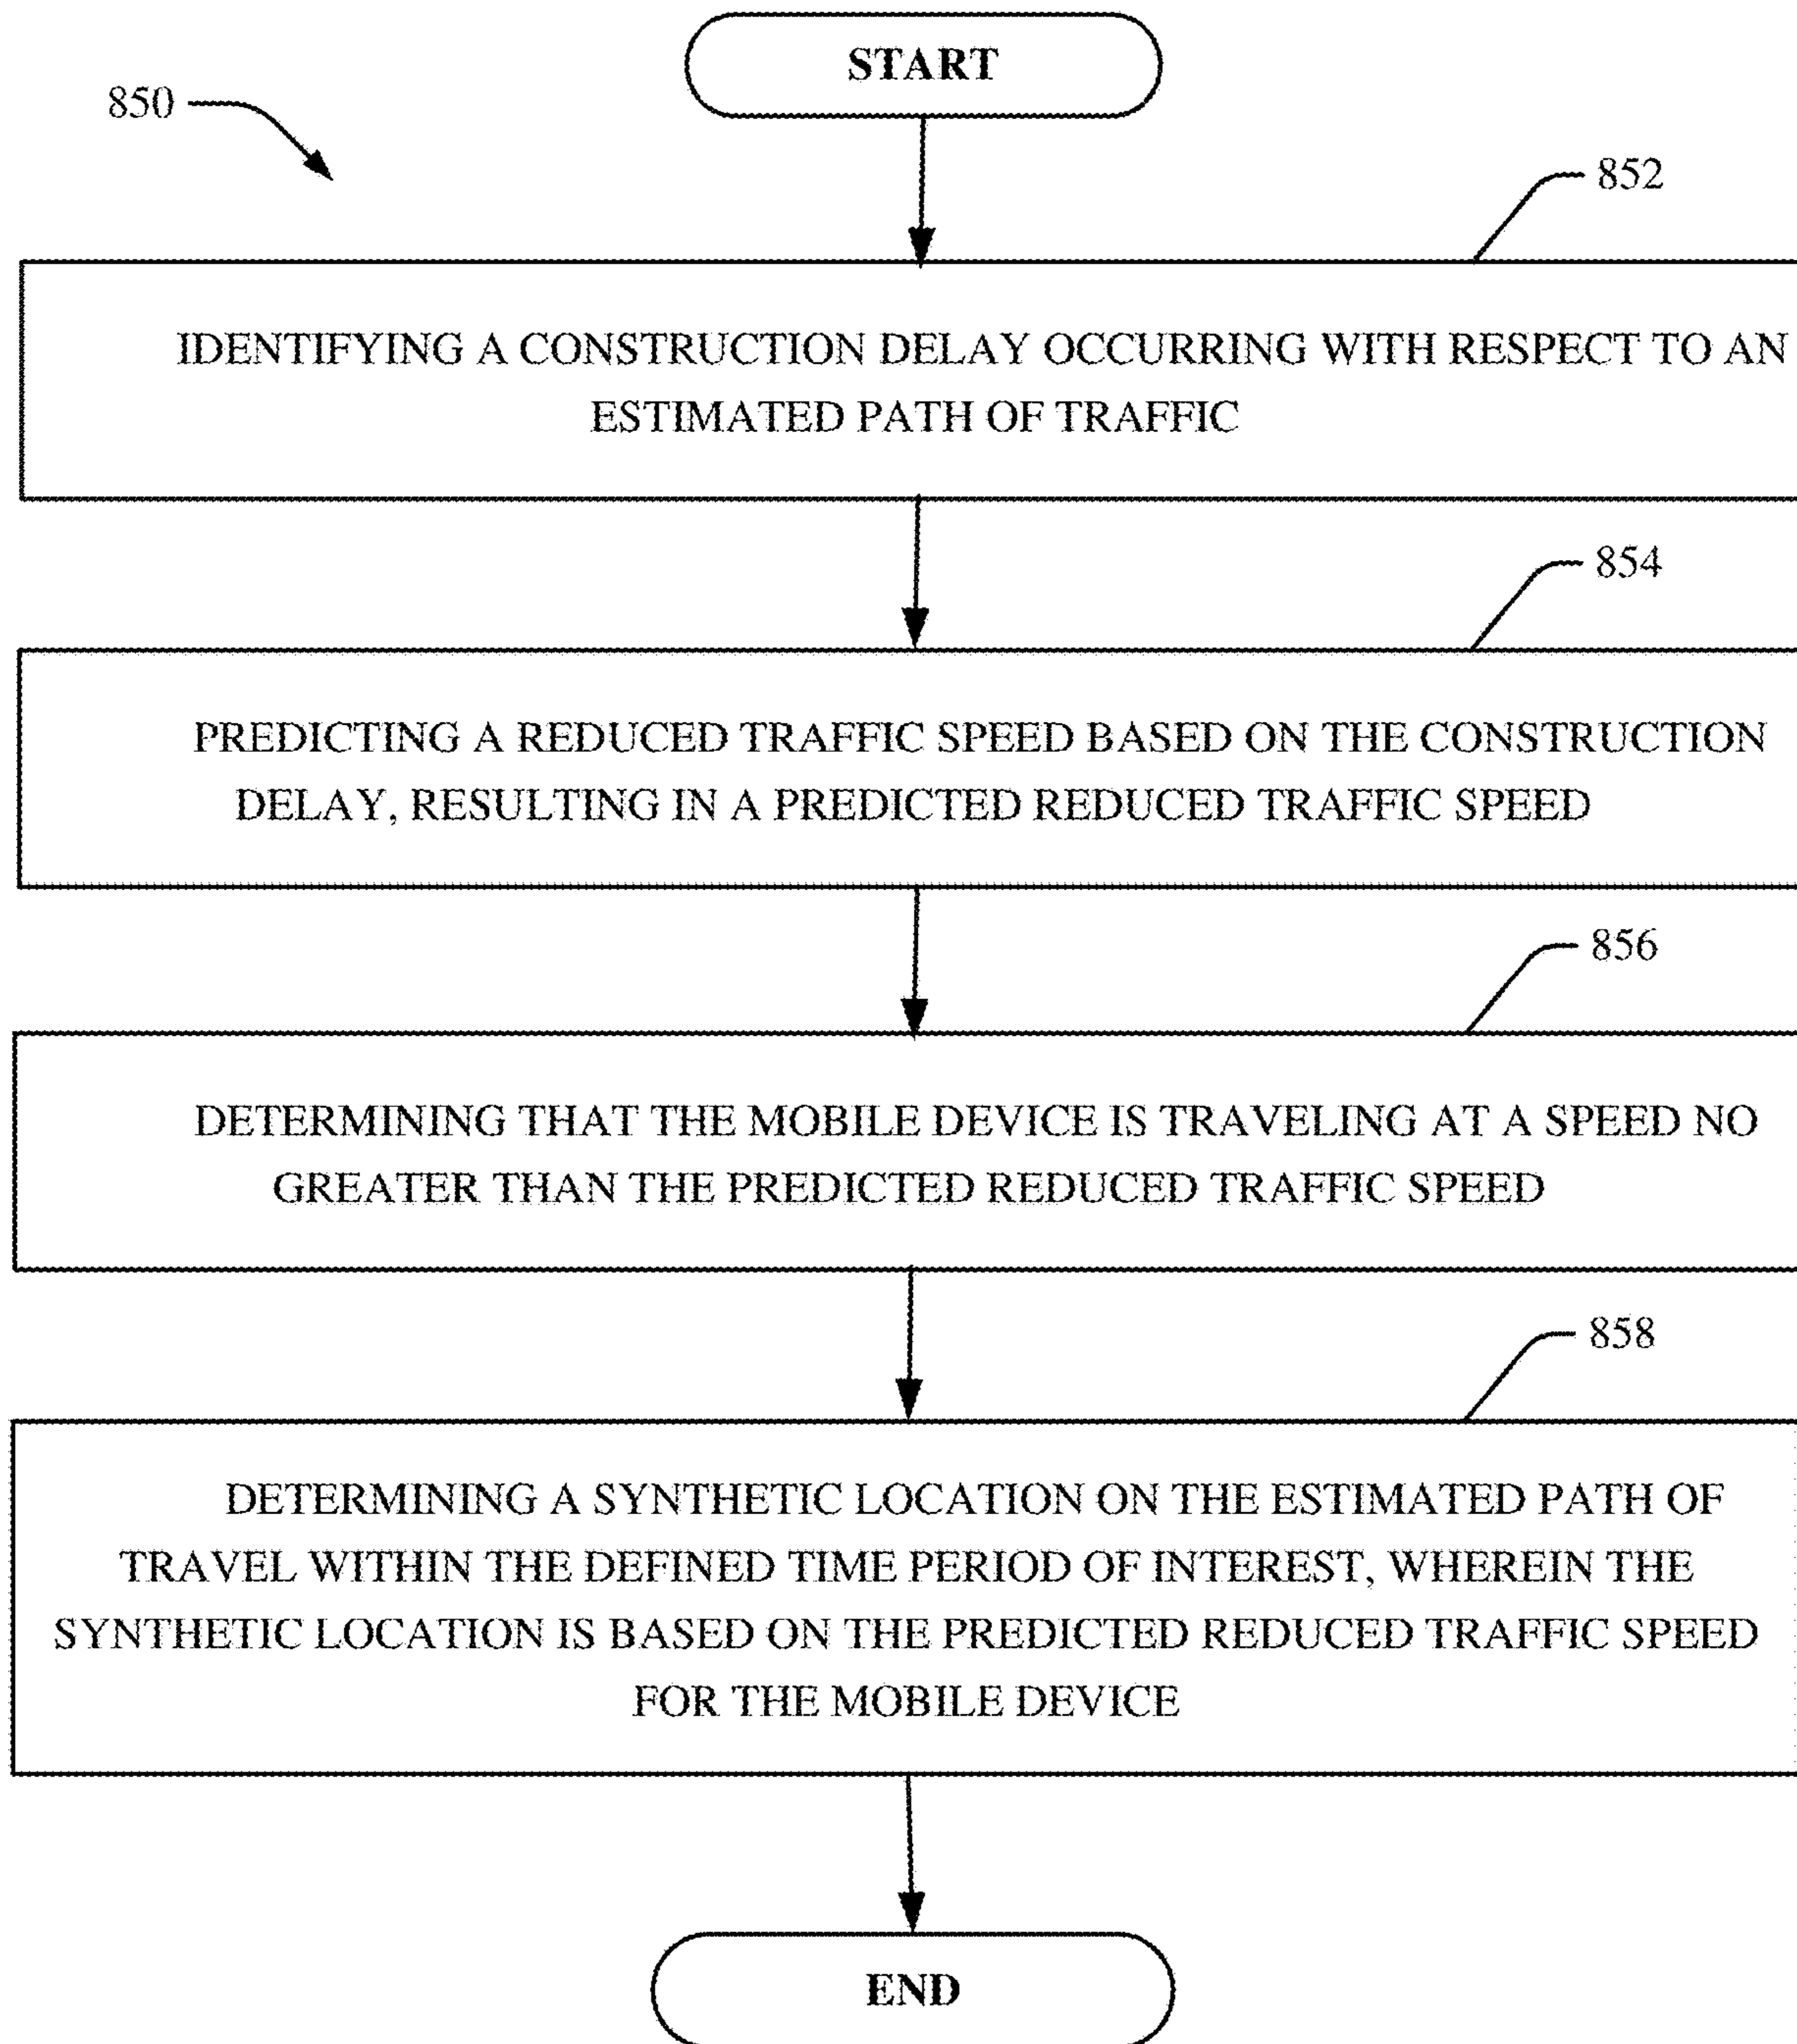 START
850
852
IDENTIFYING A CONSTRUCTION DELAY OCCURRING WITH RESPECT TO AN
ESTIMATED PATH OF TRAFFIC
854
PREDICTING A REDUCED TRAFFIC SPEED BASED ON THE CONSTRUCTION
DELAY, RESULTING IN A PREDICTED REDUCED TRAFFIC SPEED
856
DETERMINING THAT THE MOBILE DEVICE IS TRAVELING AT A SPEED NO
GREATER THAN THE PREDICTED REDUCED TRAFFIC SPEED
858
DETERMINING A SYNTHETIC LOCATION ON THE ESTIMATED PATH OF
TRAVEL WITHIN THE DEFINED TIME PERIOD OF INTEREST, WHEREIN THE
SYNTHETIC LOCATION IS BASED ON THE PREDICTED REDUCED TRAFFIC SPEED
FOR THE MOBILE DEVICE
END